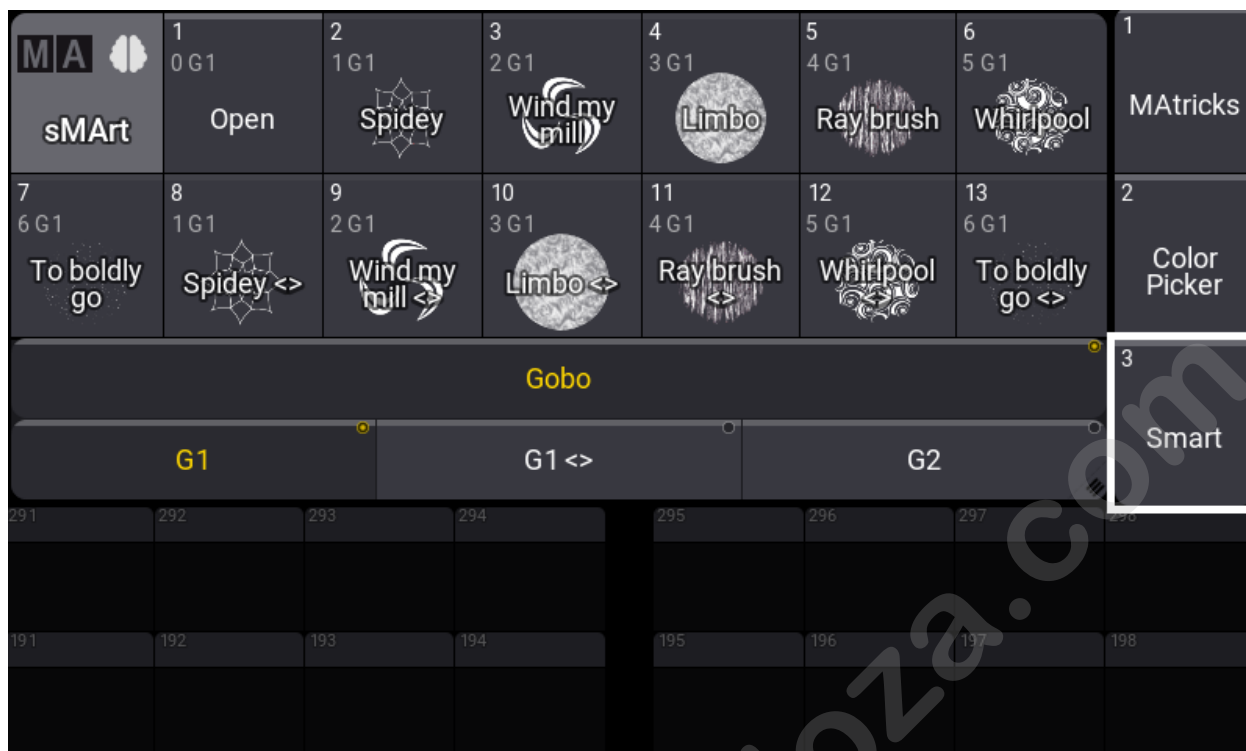 MA
sMArt
1
0 G1
Open
2
1 G1
Spidey
3
2 G1
Wind my
mill
4
3 G1
Limbo
5
4 G1
Ray brush
6
5 G1
Whirlpool
1
MAtricks
7
6 G1
To boldly
go
8
1 G1
Spidey <>
9
2 G1
Wind my
mill <>
10
3 G1
Limbo <>
11
4 G1
Ray brush
<>
12
5 G1
Whirlpool
<>
13
6 G1
To boldly
go <>
2
Color
Picker
Gobo
3
Smart
G1
G1 <>
G2
291
292
293
294
295
296
297
298
191
192
193
194
195
196
197
198
oza.com